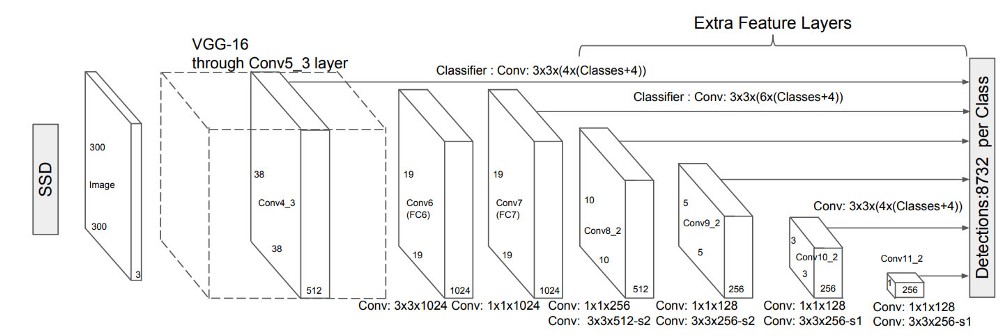 Extra Feature Layers
VGG-16
through Conv5_3 layer
Classifier : Conv: 3x3x(4x(Classes+4))
Classifier : Conv: 3x3x(6x(Classes+4))
SSD
300
Image
300
3
38
Conv4_3
38
512
19
Conv6
(FC6)
19
1024
19
Conv7
(FC7)
19
1024
10
Conv8_2
10
512
5
Conv9_2
5
256
Conv: 3x3x(4x(Classes+4))
3
Conv10_2
3
256
Conv11_2
1
256
Detections:8732 per Class
Conv: 3x3x1024
Conv: 1x1x1024
Conv: 1x1x256
Conv: 3x3x512-s2
Conv: 1x1x128
Conv: 3x3x256-s2
Conv: 1x1x128
Conv: 3x3x256-s1
Conv: 1x1x128
Conv: 3x3x256-s1